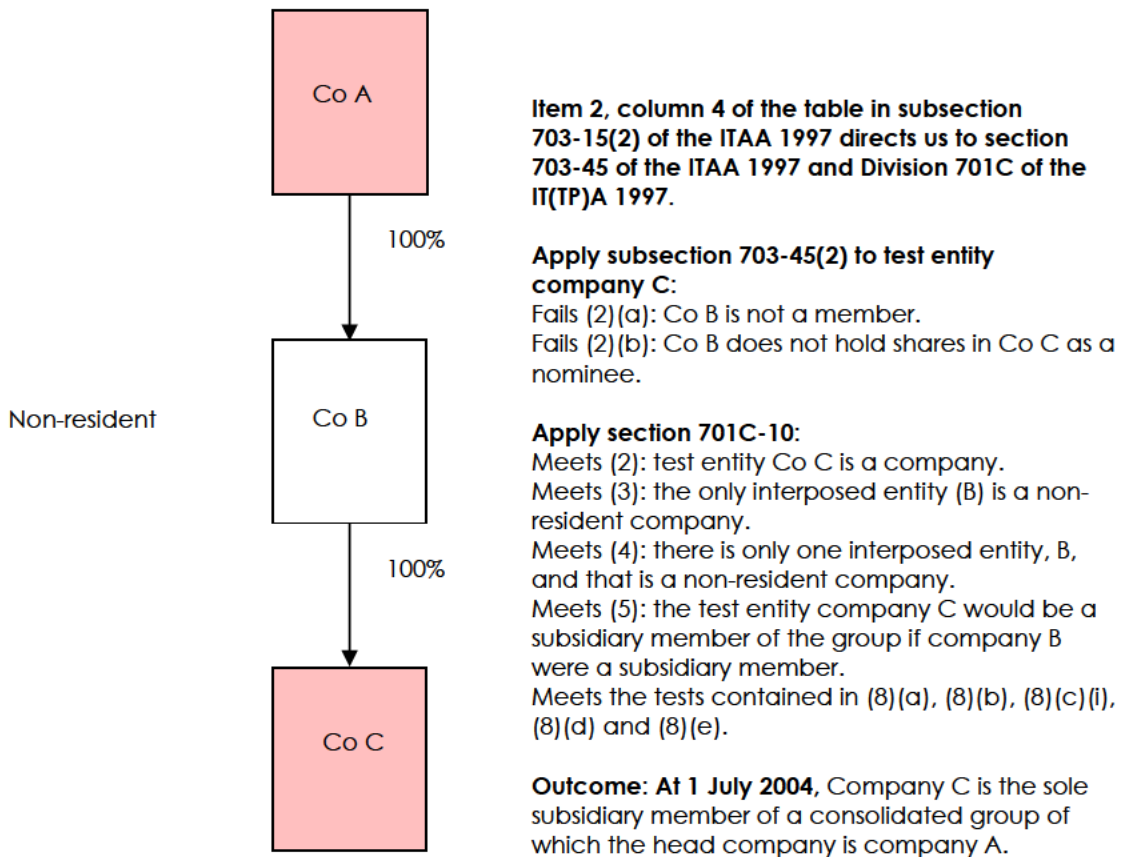 Co A
100%
Non-resident
Co B
100%
Co C
Item 2, column 4 of the table in subsection
703-15(2) of the ITAA 1997 directs us to section
703-45 of the ITAA 1997 and Division 701C of the
IT(TP)A 1997.
Apply subsection 703-45(2) to test entity
company C:
Fails (2)(a): Co B is not a member.
Fails (2)(b): Co B does not hold shares in Co C as a
nominee.
Apply section 701C-10:
Meets (2): test entity Co C is a company.
Meets (3): the only interposed entity (B) is a non-
resident company.
Meets (4): there is only one interposed entity, B,
and that is a non-resident company.
Meets (5): the test entity company C would be a
subsidiary member of the group if company B
were a subsidiary member.
Meets the tests contained in (8)(a), (8)(b), (8)(c)(i),
(8)(d) and (8)(e).
Outcome: At 1 July 2004, Company C is the sole
subsidiary member of a consolidated group of
which the head company is company A.